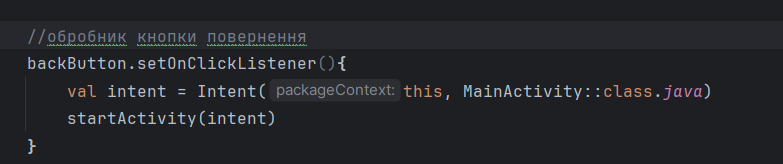 //обробник кнопки повернення
backButton.setOnClickListener(){
val intent = Intent( packageContext: this, MainActivity::class.java)
startActivity(intent)
}